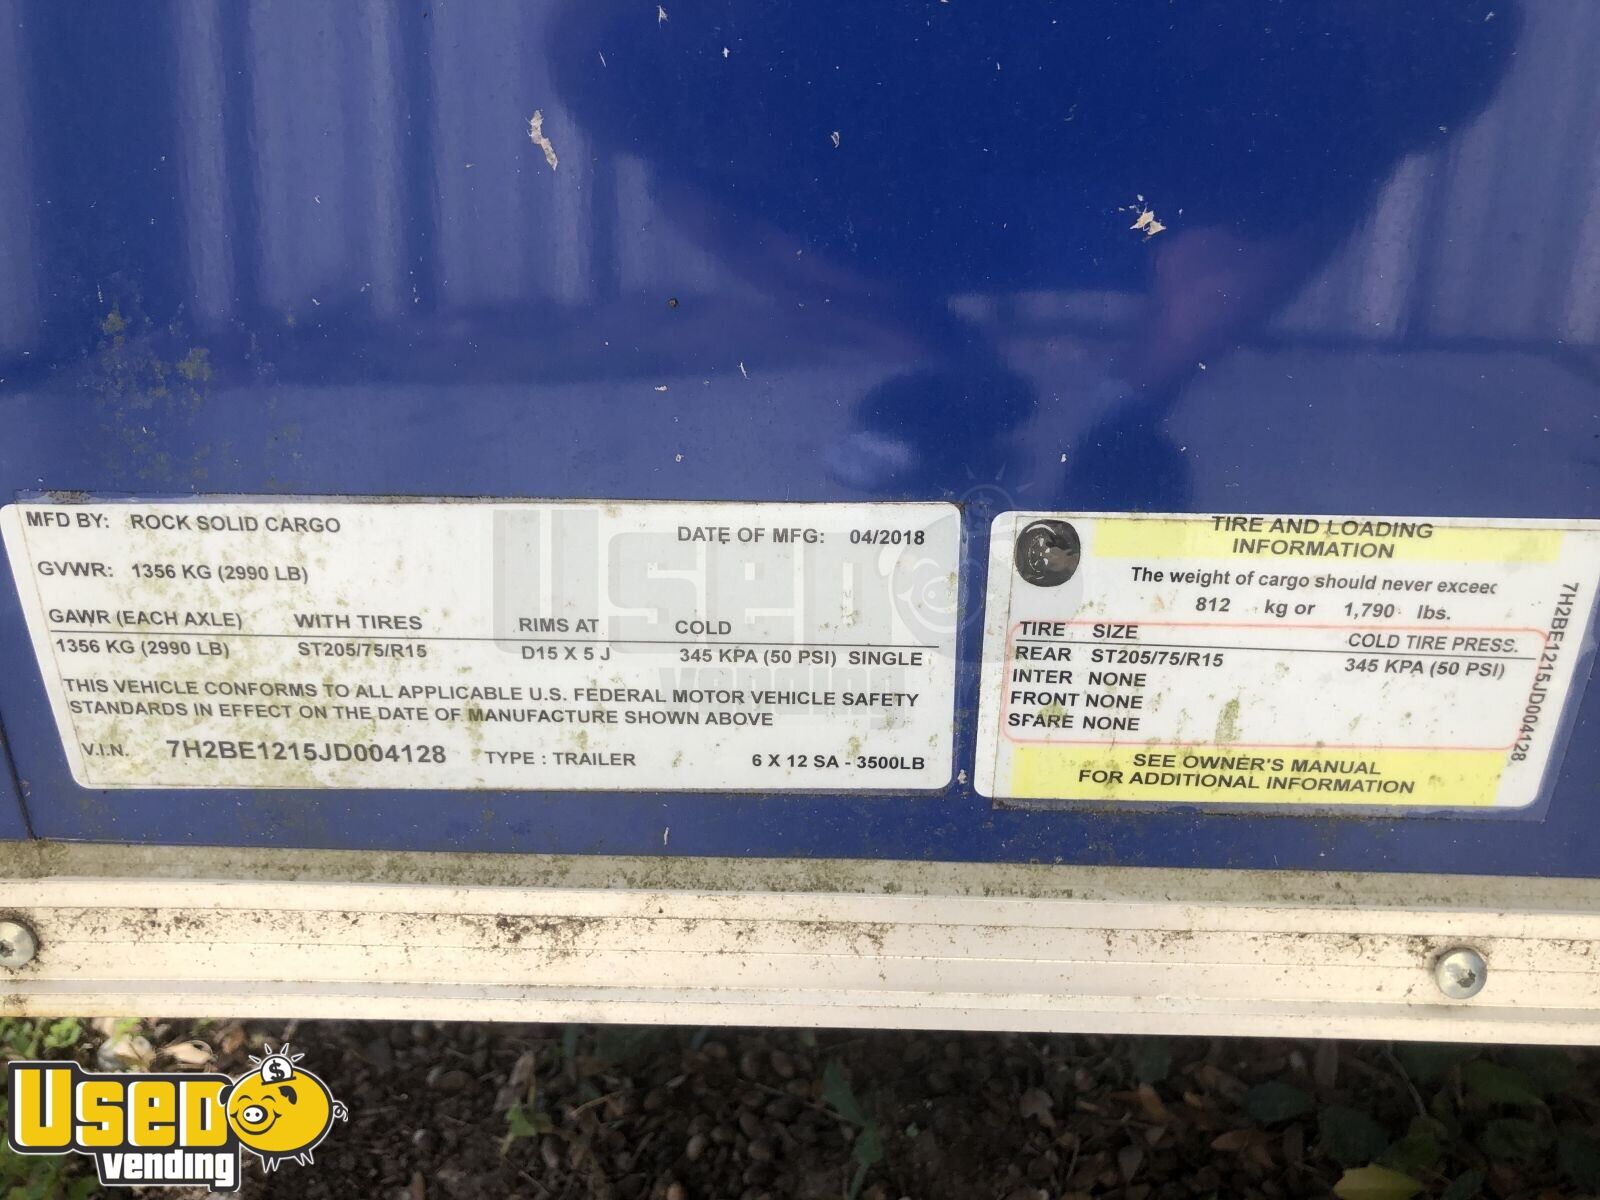 MFD BY: ROCK SOLID CARGO
DATE OF MFG: 04/2018
GVWR: 1356 KG (2990 LB)
GAWR (EACH AXLE) WITH TIRES RIMS AT COLD
1356 KG (2990 LB) ST205/75/R15 D15 X 5 J 345 KPA (50 PSI) SINGLE
THIS VEHICLE CONFORMS TO ALL APPLICABLE U.S. FEDERAL MOTOR VEHICLE SAFETY
STANDARDS IN EFFECT ON THE DATE OF MANUFACTURE SHOWN ABOVE
V.I.N. 7H2BE1215JD004128 TYPE : TRAILER 6 X 12 SA - 3500LB
TIRE AND LOADING
INFORMATION
The weight of cargo should never exceed
812 kg or 1,790 lbs.
TIRE SIZE COLD TIRE PRESS.
REAR ST205/75/R15 345 KPA (50 PSI)
INTER NONE
FRONT NONE
SPARE NONE
SEE OWNER'S MANUAL
FOR ADDITIONAL INFORMATION
7H2BE1215JD004128
Used
vending
$
Used
vending
$